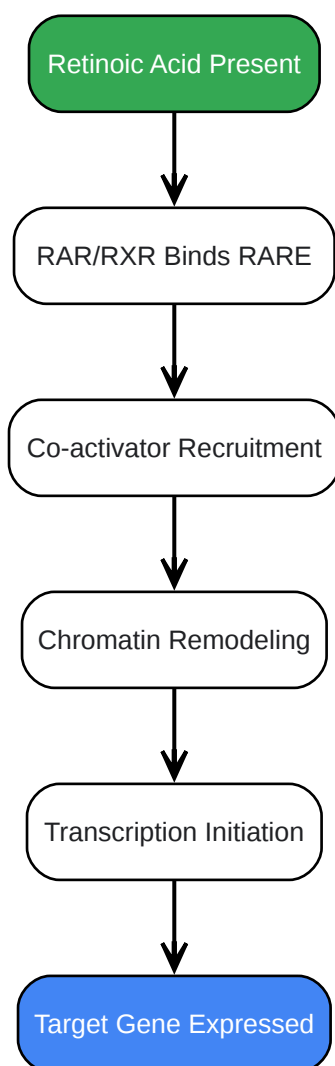 Retinoic Acid Present
RAR/RXR Binds RARE
Co-activator Recruitment
Chromatin Remodeling
Transcription Initiation
Target Gene Expressed